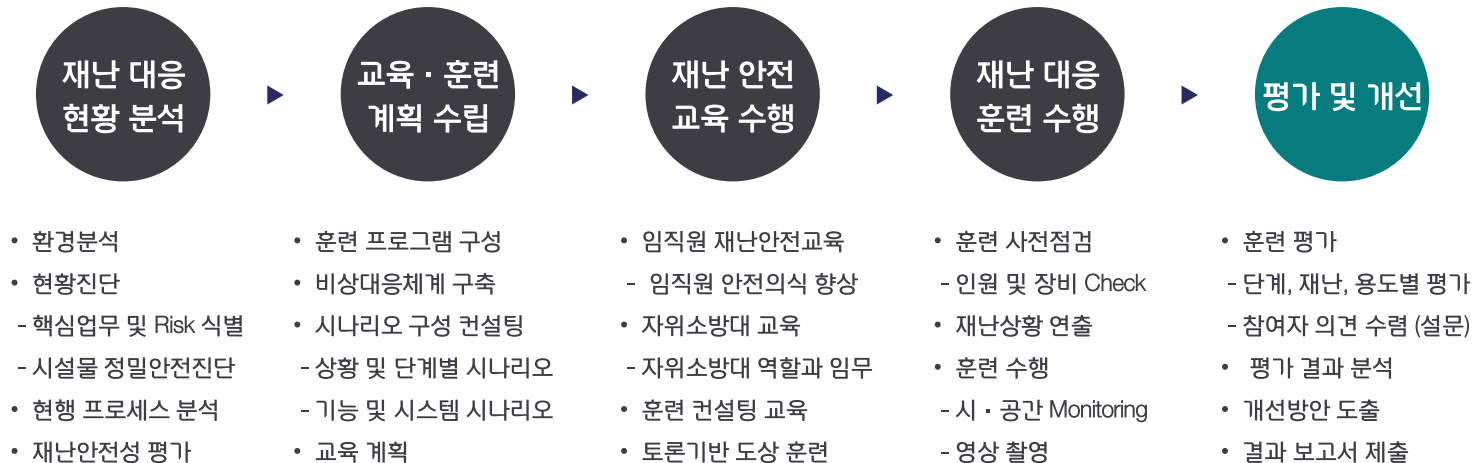 재난 대응
현황 분석
교육 · 훈련
계획 수립
재난 안전
교육 수행
재난 대응
훈련 수행
평가 및 개선
• 환경분석
• 현황진단
- 핵심업무 및 Risk 식별
- 시설물 정밀안전진단
• 현행 프로세스 분석
• 재난안전성 평가
• 훈련 프로그램 구성
• 비상대응체계 구축
• 시나리오 구성 컨설팅
- 상황 및 단계별 시나리오
- 기능 및 시스템 시나리오
• 교육 계획
• 임직원 재난안전교육
- 임직원 안전의식 향상
• 자위소방대 교육
- 자위소방대 역할과 임무
• 훈련 컨설팅 교육
• 토론기반 도상 훈련
• 훈련 사전점검
- 인원 및 장비 Check
• 재난상황 연출
• 훈련 수행
- 시 · 공간 Monitoring
- 영상 촬영
• 훈련 평가
- 단계, 재난, 용도별 평가
- 참여자 의견 수렴 (설문)
• 평가 결과 분석
• 개선방안 도출
• 결과 보고서 제출